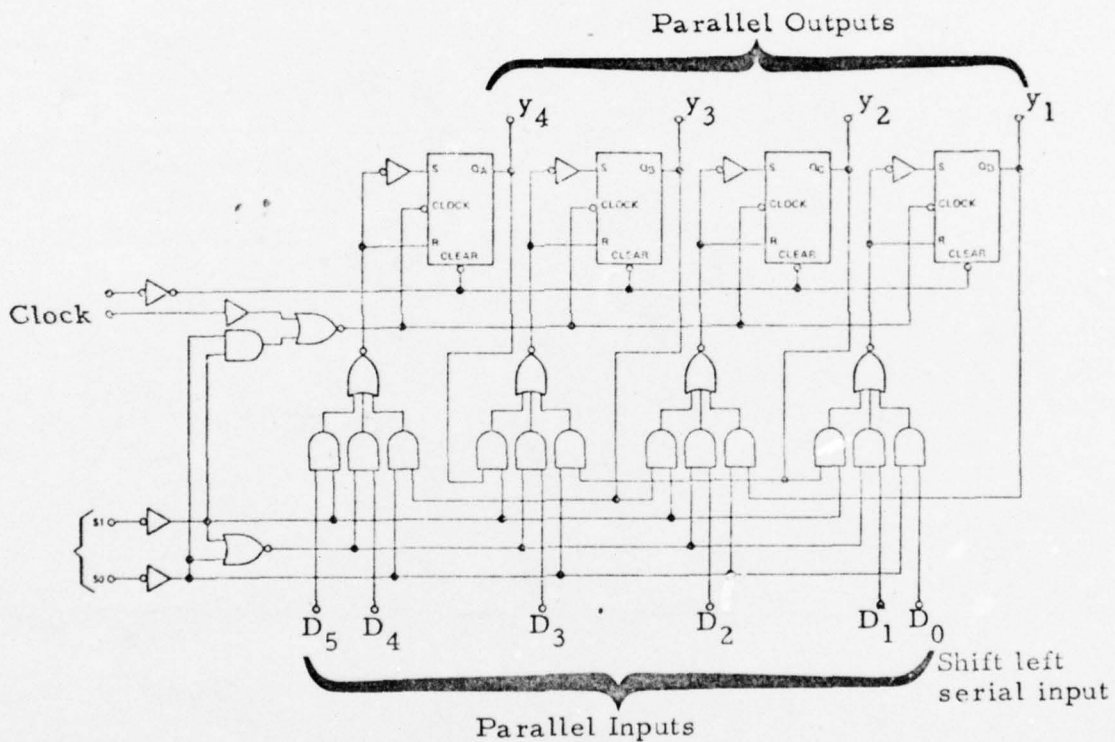 Parallel Outputs
y4 y3 y2 y1
S QA S QB S QC S QD
CLOCK CLOCK CLOCK CLOCK
R R R R
CLEAR CLEAR CLEAR CLEAR
Clock
S1
S0
D5 D4 D3 D2 D1 D0
Shift left
serial input
Parallel Inputs